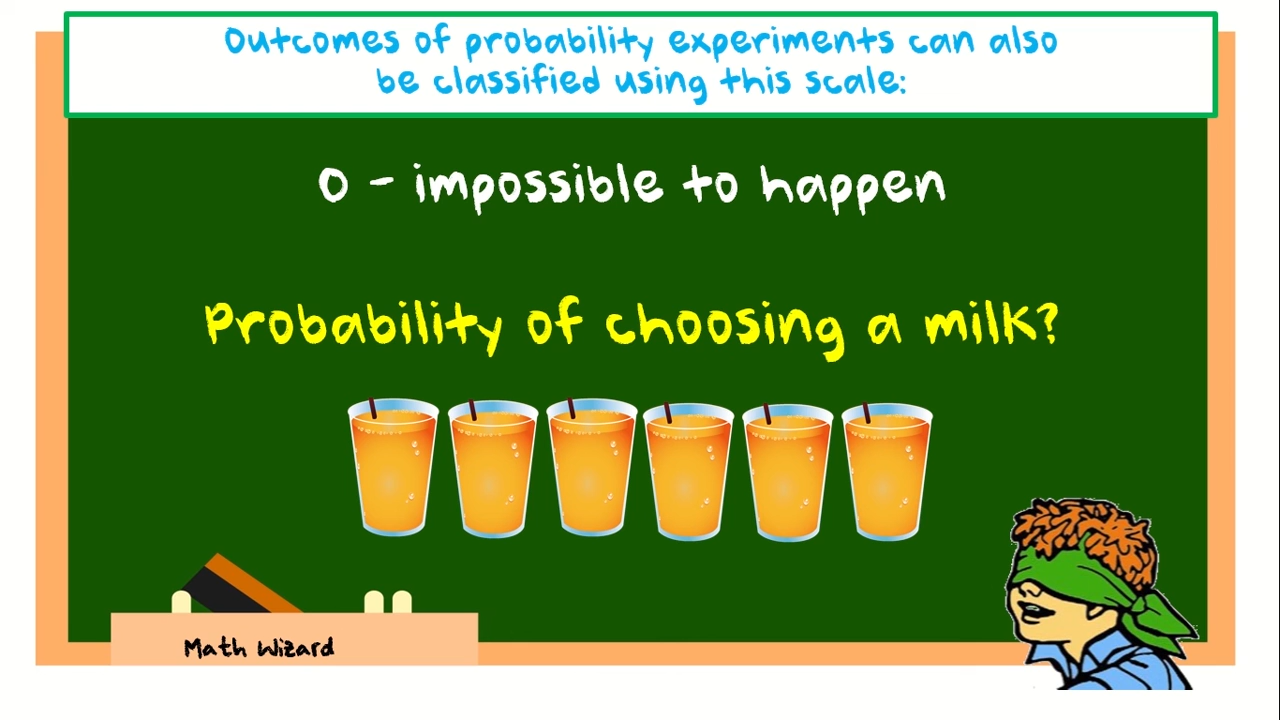 Outcomes of probability experiments can also
be classified using this scale:
0 - impossible to happen
Probability of choosing a milk?
Math Wizard